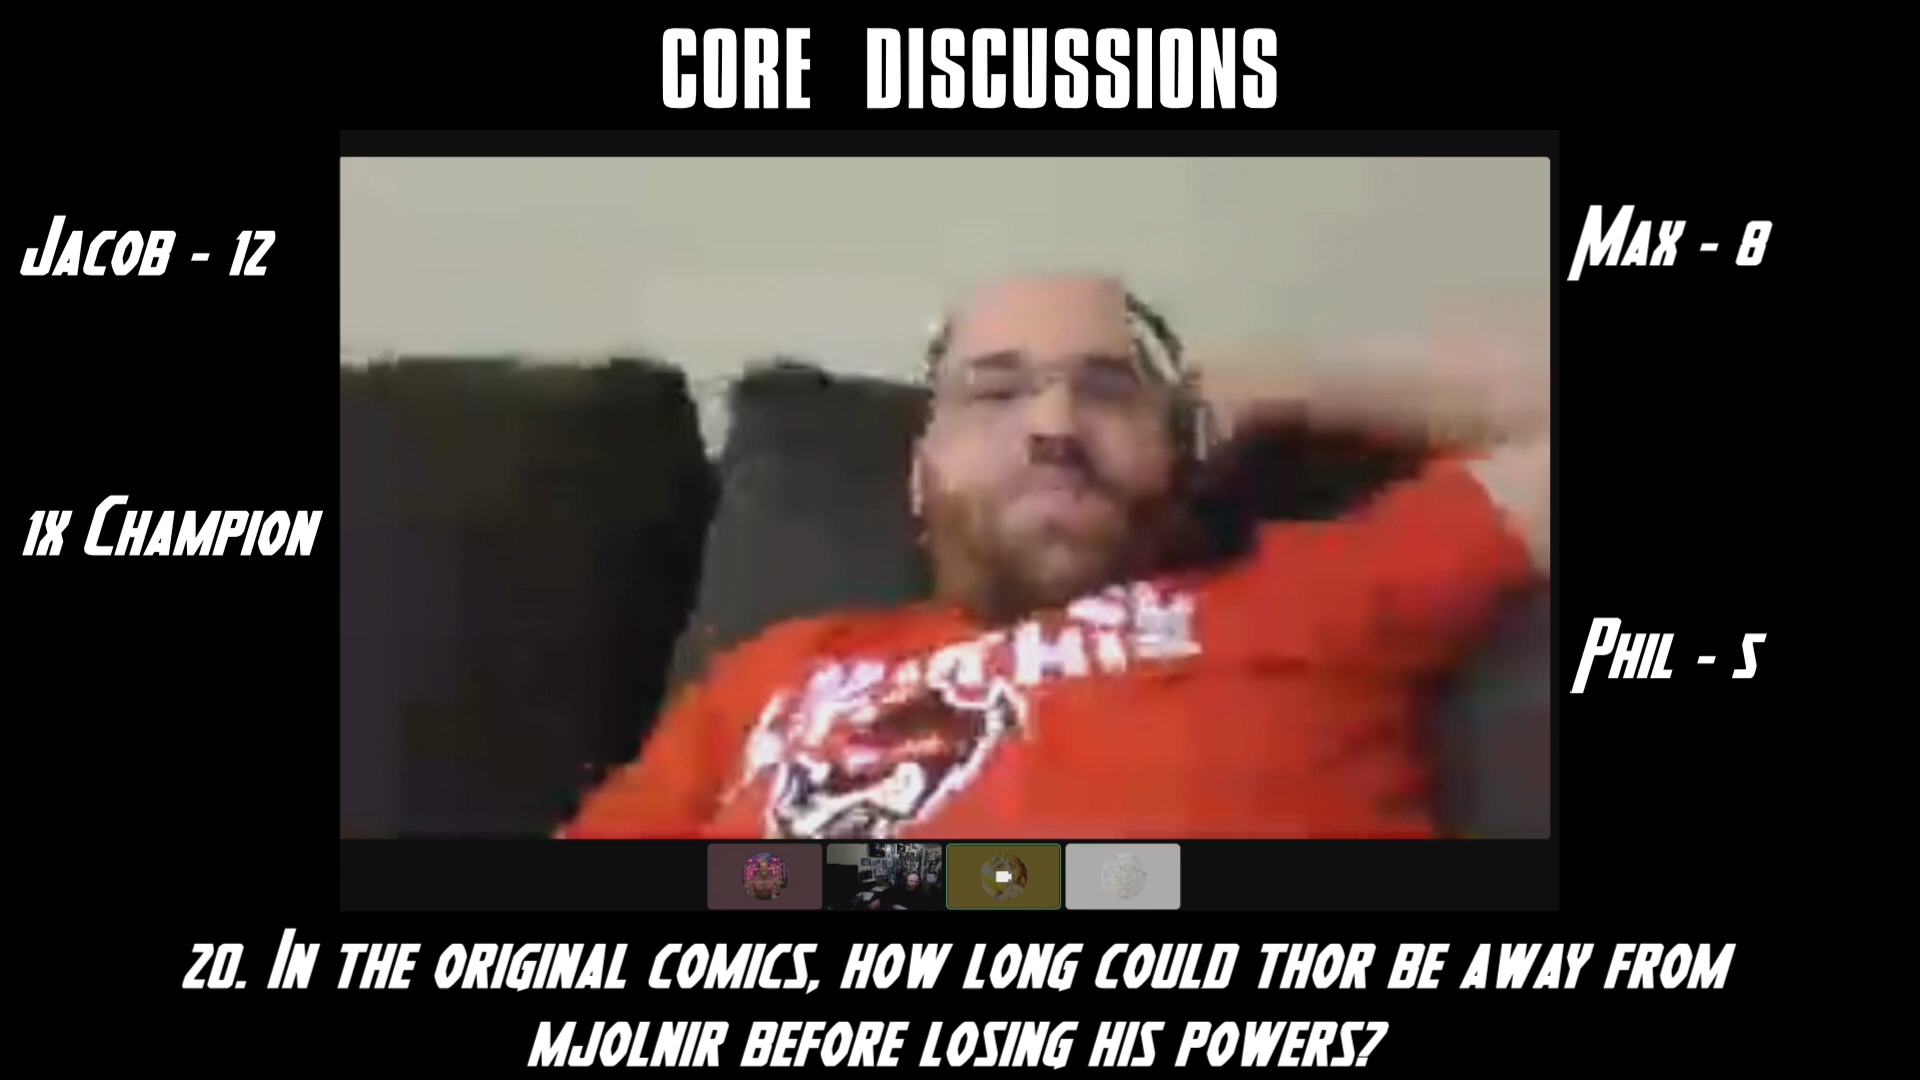 CORE DISCUSSIONS
JACOB - 12
MAX - 8
1X CHAMPION
PHIL - 5
20. IN THE ORIGINAL COMICS, HOW LONG COULD THOR BE AWAY FROM
MJOLNIR BEFORE LOSING HIS POWERS?